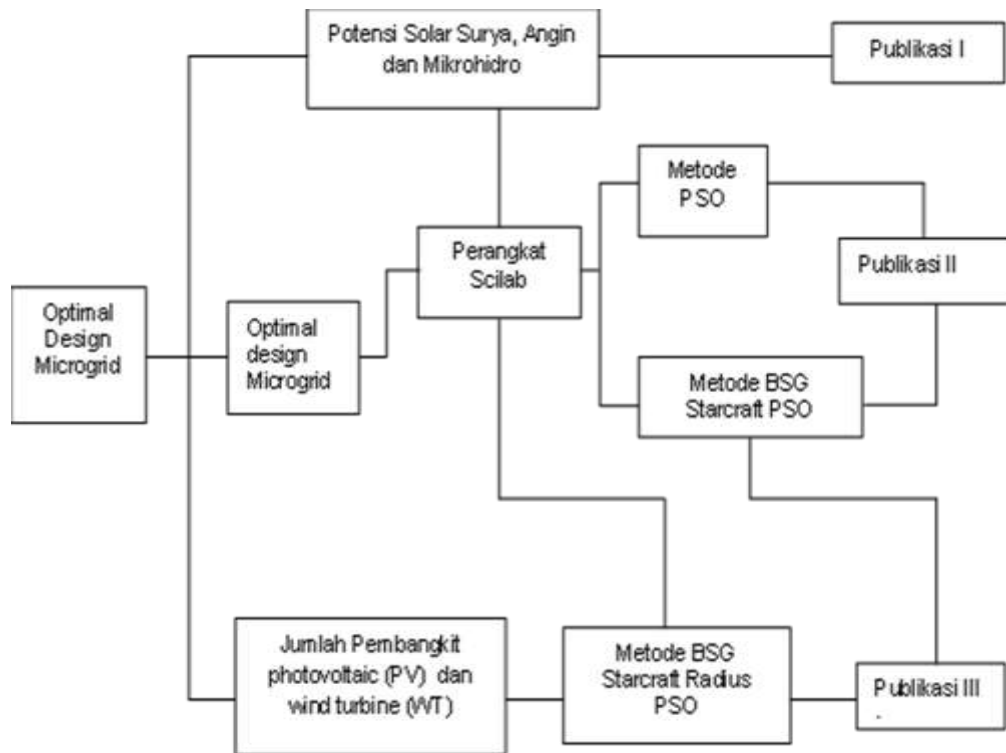 Potensi Solar Surya, Angin
dan Mikrohidro
Publikasi I
Metode
PSO
Perangkat
Scilab
Publikasi II
Optimal
Design
Microgrid
Optimal
design
Microgrid
Metode BSG
Starcraft PSO
Jumlah Pembangkit
photovoltaic (PV) dan
wind turbine (WT)
Metode BSG
Starcraft Radius
PSO
Publikasi III
.